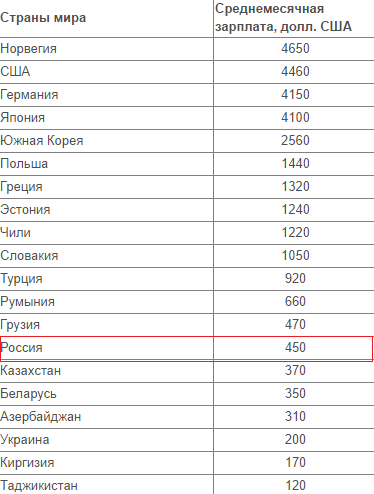 Страны мира Среднемесячная
зарплата, долл. США
Норвегия 4650
США 4460
Германия 4150
Япония 4100
Южная Корея 2560
Польша 1440
Греция 1320
Эстония 1240
Чили 1220
Словакия 1050
Турция 920
Румыния 660
Грузия 470
Россия 450
Казахстан 370
Беларусь 350
Азербайджан 310
Украина 200
Киргизия 170
Таджикистан 120